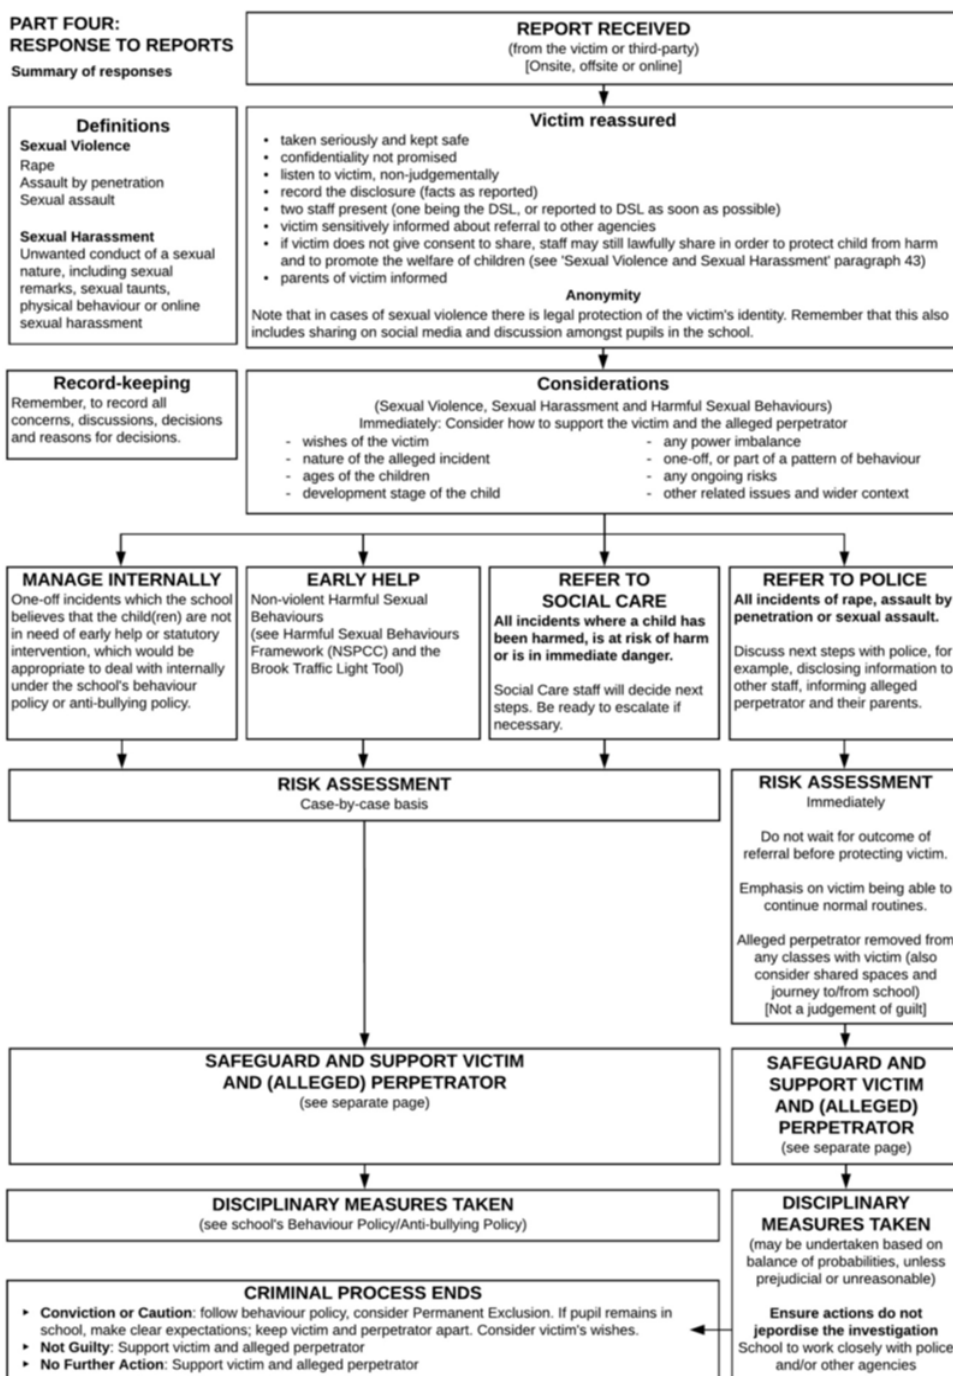 PART FOUR:
RESPONSE TO REPORTS
Summary of responses
REPORT RECEIVED
(from the victim or third-party)
[Onsite, offsite or online]
Definitions
Sexual Violence
Rape
Assault by penetration
Sexual assault
Sexual Harassment
Unwanted conduct of a sexual
nature, including sexual
remarks, sexual taunts,
physical behaviour or online
sexual harassment
Victim reassured
• taken seriously and kept safe
• confidentiality not promised
• listen to victim, non-judgementally
• record the disclosure (facts as reported)
• two staff present (one being the DSL, or reported to DSL as soon as possible)
• victim sensitively informed about referral to other agencies
• if victim does not give consent to share, staff may still lawfully share in order to protect child from harm
and to promote the welfare of children (see 'Sexual Violence and Sexual Harassment' paragraph 43)
• parents of victim informed
Anonymity
Note that in cases of sexual violence there is legal protection of the victim's identity. Remember that this also
includes sharing on social media and discussion amongst pupils in the school.
Record-keeping
Remember, to record all
concerns, discussions, decisions
and reasons for decisions.
Considerations
(Sexual Violence, Sexual Harassment and Harmful Sexual Behaviours)
Immediately: Consider how to support the victim and the alleged perpetrator
- wishes of the victim
- nature of the alleged incident
- ages of the children
- development stage of the child
- any power imbalance
- one-off, or part of a pattern of behaviour
- any ongoing risks
- other related issues and wider context
MANAGE INTERNALLY
One-off incidents which the school
believes that the child(ren) are not
in need of early help or statutory
intervention, which would be
appropriate to deal with internally
under the school's behaviour
policy or anti-bullying policy.
EARLY HELP
Non-violent Harmful Sexual
Behaviours
(see Harmful Sexual Behaviours
Framework (NSPCC) and the
Brook Traffic Light Tool)
REFER TO
SOCIAL CARE
All incidents where a child has
been harmed, is at risk of harm
or is in immediate danger.
Social Care staff will decide next
steps. Be ready to escalate if
necessary.
REFER TO POLICE
All incidents of rape, assault by
penetration or sexual assault.
Discuss next steps with police, for
example, disclosing information to
other staff, informing alleged
perpetrator and their parents.
RISK ASSESSMENT
Case-by-case basis
RISK ASSESSMENT
Immediately
Do not wait for outcome of
referral before protecting victim.
Emphasis on victim being able to
continue normal routines.
Alleged perpetrator removed from
any classes with victim (also
consider shared spaces and
journey to/from school)
[Not a judgement of guilt]
SAFEGUARD AND SUPPORT VICTIM
AND (ALLEGED) PERPETRATOR
(see separate page)
SAFEGUARD AND
SUPPORT VICTIM
AND (ALLEGED)
PERPETRATOR
(see separate page)
DISCIPLINARY MEASURES TAKEN
(see school's Behaviour Policy/Anti-bullying Policy)
DISCIPLINARY
MEASURES TAKEN
(may be undertaken based on
balance of probabilities, unless
prejudicial or unreasonable)
Ensure actions do not
jepordise the investigation
School to work closely with police
and/or other agencies
CRIMINAL PROCESS ENDS
‣ Conviction or Caution: follow behaviour policy, consider Permanent Exclusion. If pupil remains in
school, make clear expectations; keep victim and perpetrator apart. Consider victim's wishes.
‣ Not Guilty: Support victim and alleged perpetrator
‣ No Further Action: Support victim and alleged perpetrator